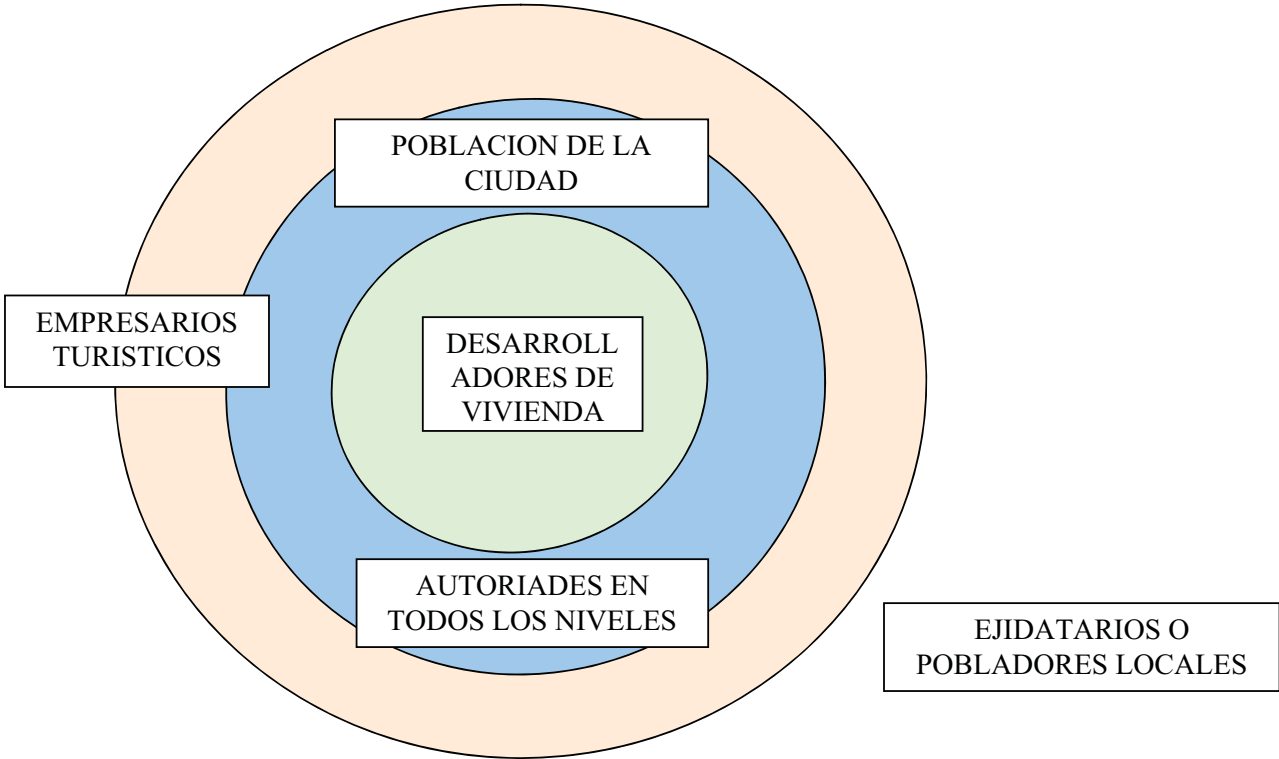 POBLACION DE LA
CIUDAD
EMPRESARIOS
TURISTICOS
DESARROLL
ADORES DE
VIVIENDA
AUTORIADES EN
TODOS LOS NIVELES
EJIDATARIOS O
POBLADORES LOCALES